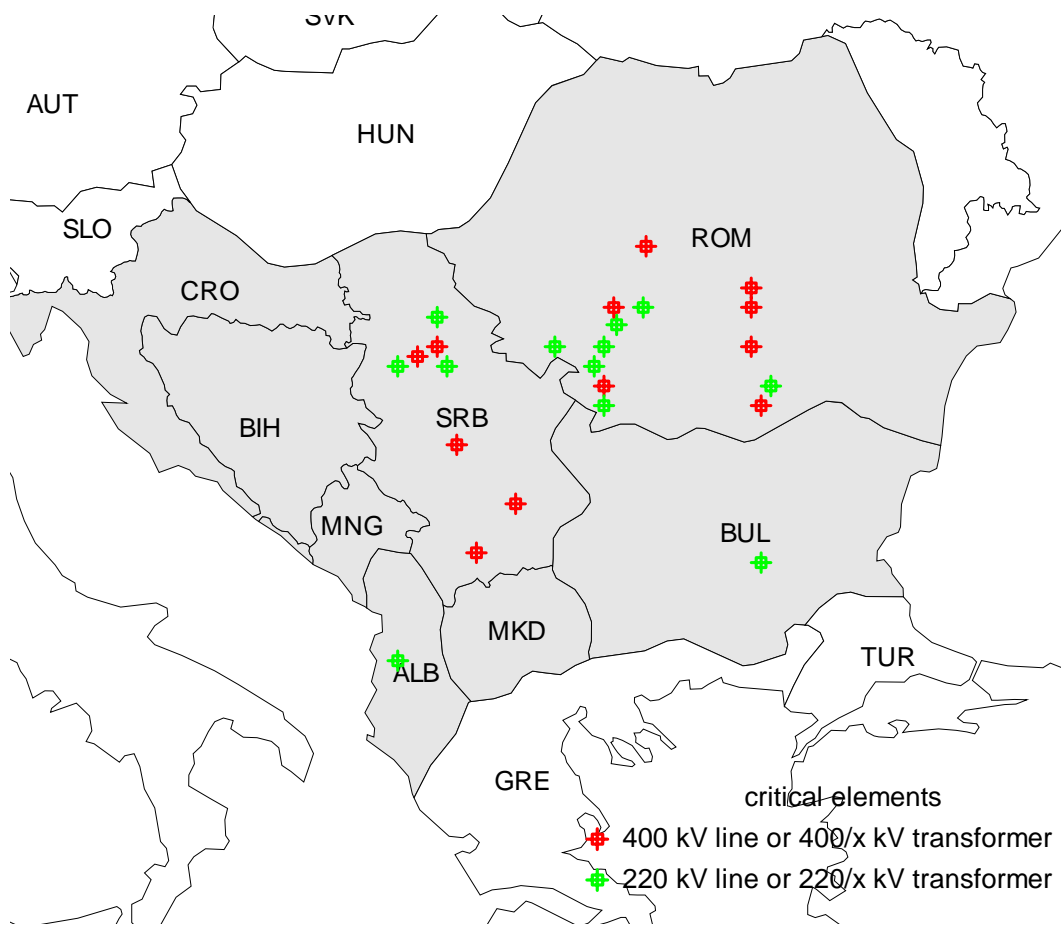 SVK
AUT
HUN
SLO
ROM
CRO
SRB
BIH
MNG
BUL
MKD
TUR
ALB
GRE
critical elements
400 kV line or 400/x kV transformer
220 kV line or 220/x kV transformer